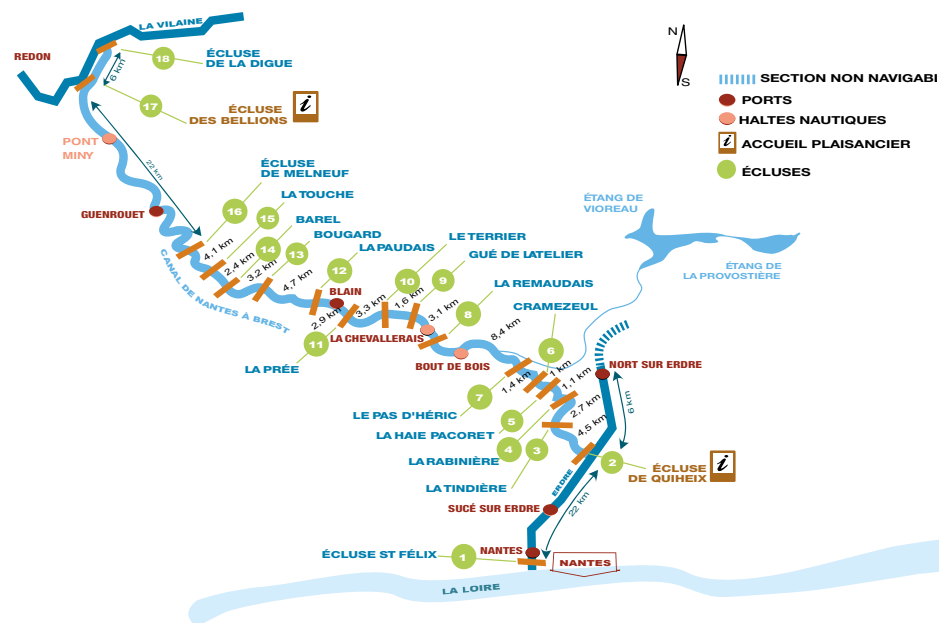 LA VILAINE
REDON
18
ÉCLUSE
DE LA DIGUE
6 km
17
ÉCLUSE
DES BELLIONS
i
N
S
SECTION NON NAVIGABI
PORTS
HALTES NAUTIQUES
i
ACCUEIL PLAISANCIER
ÉCLUSES
PONT
MINY
22 km
GUENROUET
ÉCLUSE
DE MELNEUF
16
LA TOUCHE
15
BAREL
14
BOUGARD
13
4,1 km
2,4 km
3,2 km
4,7 km
CANAL DE NANTES À BREST
LA PAUDAIS
12
BLAIN
2,9 km
11
LA PRÉE
3,3 km
LE TERRIER
10
1,6 km
GUÉ DE LATELIER
9
3,1 km
LA CHEVALLERAIS
LA REMAUDAIS
8
BOUT DE BOIS
8,4 km
CRAMEZEUL
6
ÉTANG DE
VIOREAU
ÉTANG DE
LA PROVOSTIÈRE
NORT SUR ERDRE
1,4 km
1 km
1,1 km
2,7 km
4,5 km
6 km
7
LE PAS D'HÉRIC
5
LA HAIE PACORET
4
LA RABINIÈRE
3
LA TINDIÈRE
2
ÉCLUSE
DE QUIHEIX
i
ERDRE
22 km
SUCÉ SUR ERDRE
ÉCLUSE ST FÉLIX
1
NANTES
NANTES
LA LOIRE